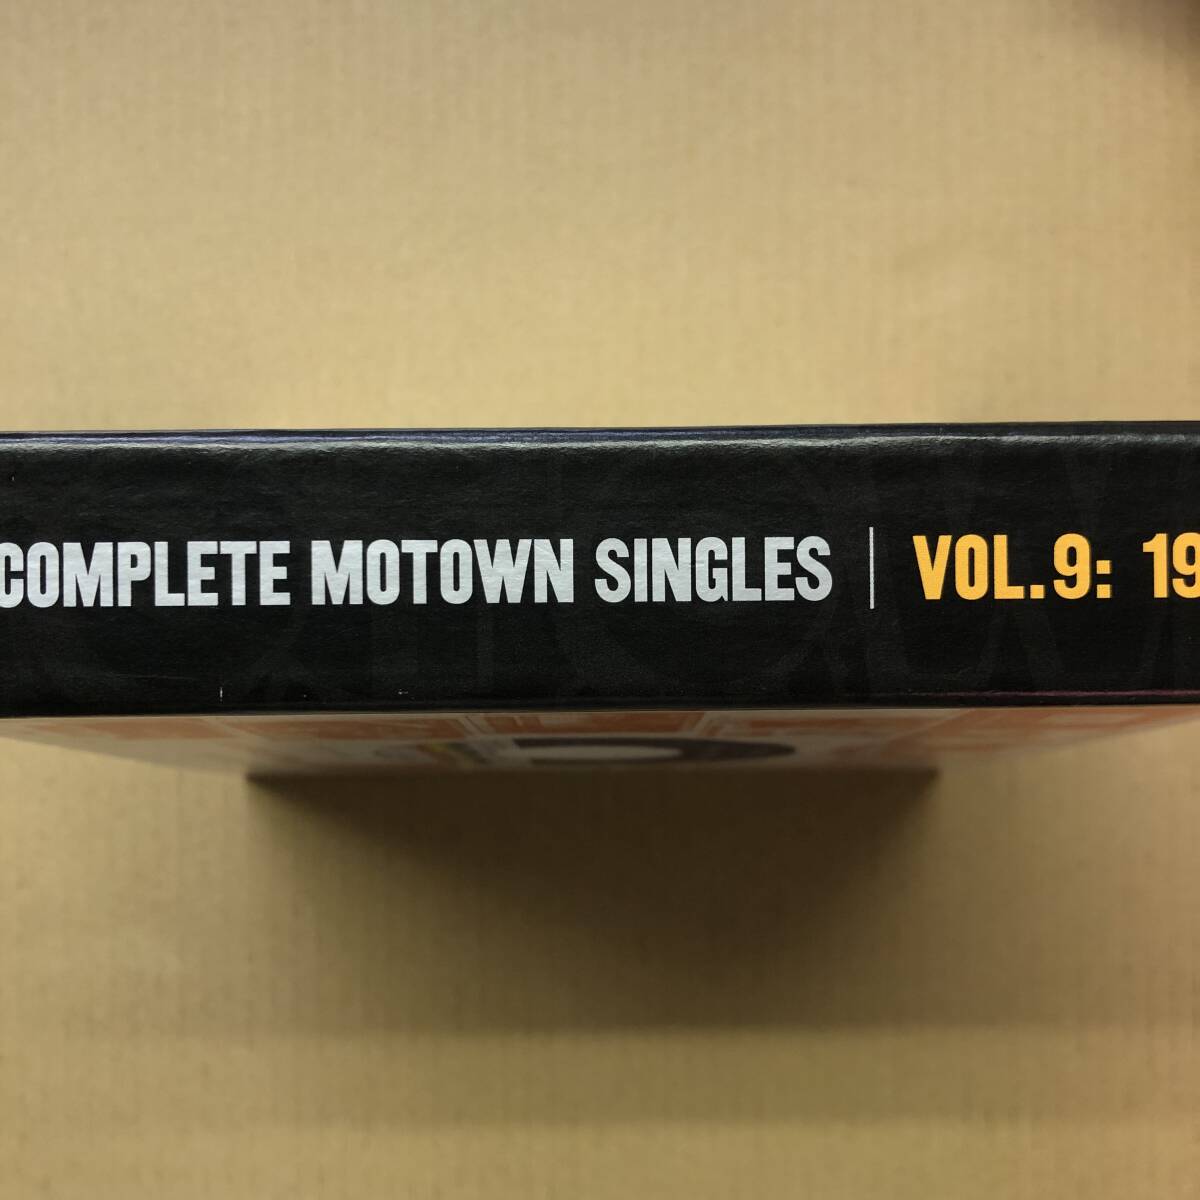 COMPLETE MOTOWN SINGLES | VOL.9: 19